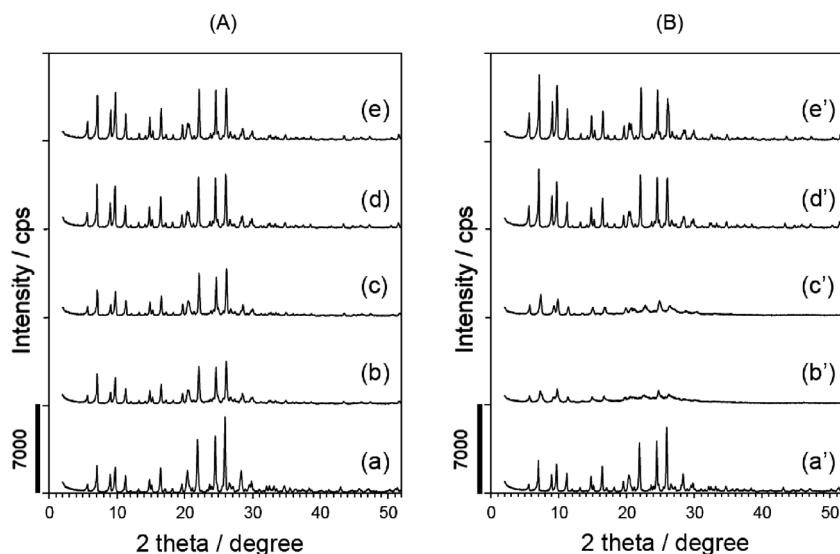 (A)
(e)
(d)
(c)
(b)
(a)
Intensity / cps
7000
0 10 20 30 40 50
2 theta / degree
(B)
(e')
(d')
(c')
(b')
(a')
Intensity / cps
7000
0 10 20 30 40 50
2 theta / degree